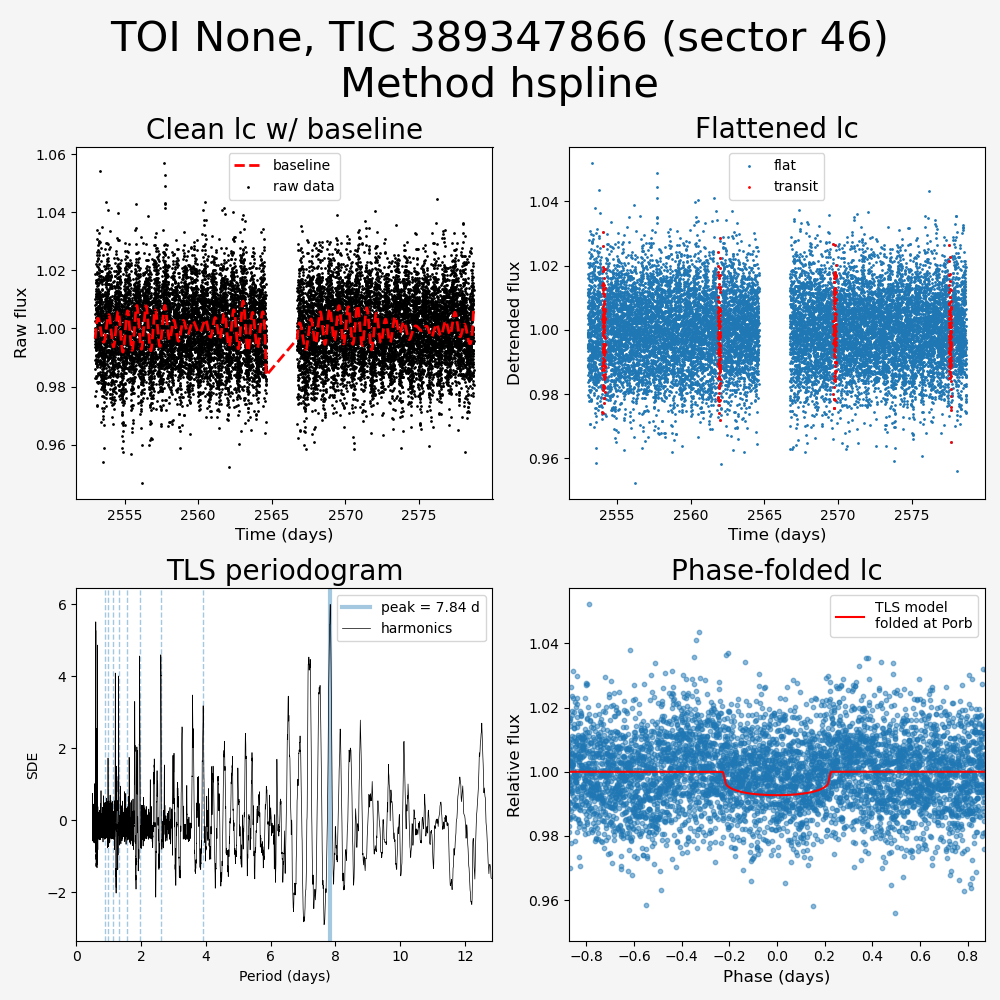 TOI None, TIC 389347866 (sector 46)
Method hspline
Clean lc w/ baseline
baseline
raw data
1.06
1.04
1.02
1.00
0.98
0.96
Raw flux
2555
2560
2565
2570
2575
Time (days)
Flattened lc
flat
transit
1.04
1.02
1.00
0.98
0.96
Detrended flux
2555
2560
2565
2570
2575
Time (days)
TLS periodogram
peak = 7.84 d
harmonics
6
4
2
0
−2
SDE
0
2
4
6
8
10
12
Period (days)
Phase-folded lc
TLS model
folded at Porb
1.04
1.02
1.00
0.98
0.96
Relative flux
−0.8
−0.6
−0.4
−0.2
0.0
0.2
0.4
0.6
0.8
Phase (days)